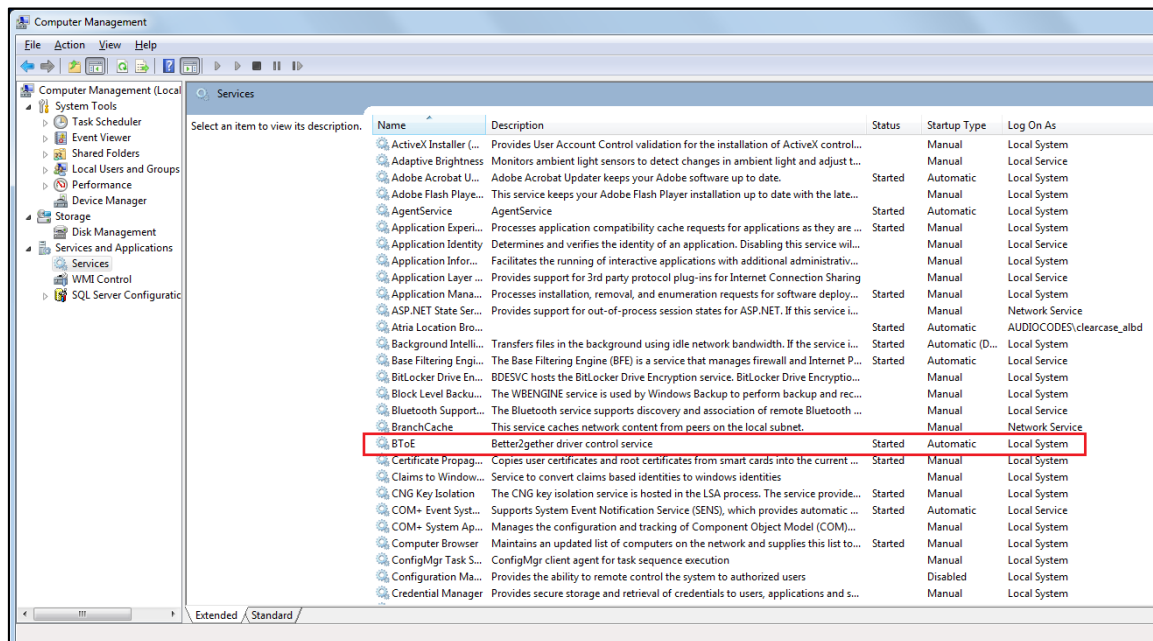 Computer Management
File Action View Help
Computer Management (Local
System Tools
Task Scheduler
Event Viewer
Shared Folders
Local Users and Groups
Performance
Device Manager
Storage
Disk Management
Services and Applications
Services
WMI Control
SQL Server Configuratic
Services
Select an item to view its description.
Name Description Status Startup Type Log On As
ActiveX Installer (... Provides User Account Control validation for the installation of ActiveX control... Manual Local System
Adaptive Brightness Monitors ambient light sensors to detect changes in ambient light and adjust t... Manual Local Service
Adobe Acrobat U... Adobe Acrobat Updater keeps your Adobe software up to date. Started Automatic Local System
Adobe Flash Playe... This service keeps your Adobe Flash Player installation up to date with the late... Manual Local System
AgentService AgentService Started Automatic Local System
Application Experi... Processes application compatibility cache requests for applications as they are ... Started Manual Local System
Application Identity Determines and verifies the identity of an application. Disabling this service wil... Manual Local Service
Application Infor... Facilitates the running of interactive applications with additional administrativ... Manual Local System
Application Layer ... Provides support for 3rd party protocol plug-ins for Internet Connection Sharing Manual Local Service
Application Mana... Processes installation, removal, and enumeration requests for software deploy... Started Manual Local System
ASP.NET State Ser... Provides support for out-of-process session states for ASP.NET. If this service i... Manual Network Service
Atria Location Bro... Started Automatic AUDIOCODES\clearcase_albd
Background Intelli... Transfers files in the background using idle network bandwidth. If the service i... Started Automatic (D... Local System
Base Filtering Engi... The Base Filtering Engine (BFE) is a service that manages firewall and Internet P... Started Automatic Local Service
BitLocker Drive En... BDESVC hosts the BitLocker Drive Encryption service. BitLocker Drive Encryptio... Manual Local System
Block Level Backu... The WBENGINE service is used by Windows Backup to perform backup and rec... Manual Local System
Bluetooth Support... The Bluetooth service supports discovery and association of remote Bluetooth ... Manual Local Service
BranchCache This service caches network content from peers on the local subnet. Manual Network Service
BToE Better2gether driver control service Started Automatic Local System
Certificate Propag... Copies user certificates and root certificates from smart cards into the current ... Started Manual Local System
Claims to Window... Service to convert claims based identities to windows identities Manual Local System
CNG Key Isolation The CNG key isolation service is hosted in the LSA process. The service provide... Started Manual Local System
COM+ Event Syst... Supports System Event Notification Service (SENS), which provides automatic ... Started Automatic Local Service
COM+ System Ap... Manages the configuration and tracking of Component Object Model (COM)... Manual Local System
Computer Browser Maintains an updated list of computers on the network and supplies this list to... Started Manual Local System
ConfigMgr Task S... ConfigMgr client agent for task sequence execution Manual Local System
Configuration Ma... Provides the ability to remote control the system to authorized users Disabled Local System
Credential Manager Provides secure storage and retrieval of credentials to users, applications and s... Manual Local System
Extended Standard